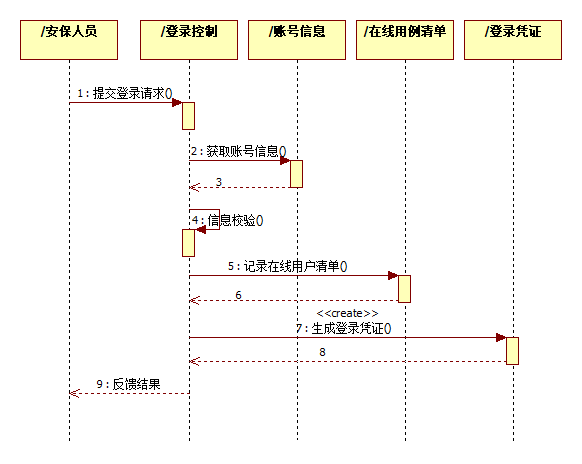 /安保人员
/登录控制
/账号信息
/在线用例清单
/登录凭证
1 : 提交登录请求()
2 : 获取账号信息()
3
4 : 信息校验()
5 : 记录在线用户清单()
6
<<create>>
7 : 生成登录凭证()
8
9 : 反馈结果